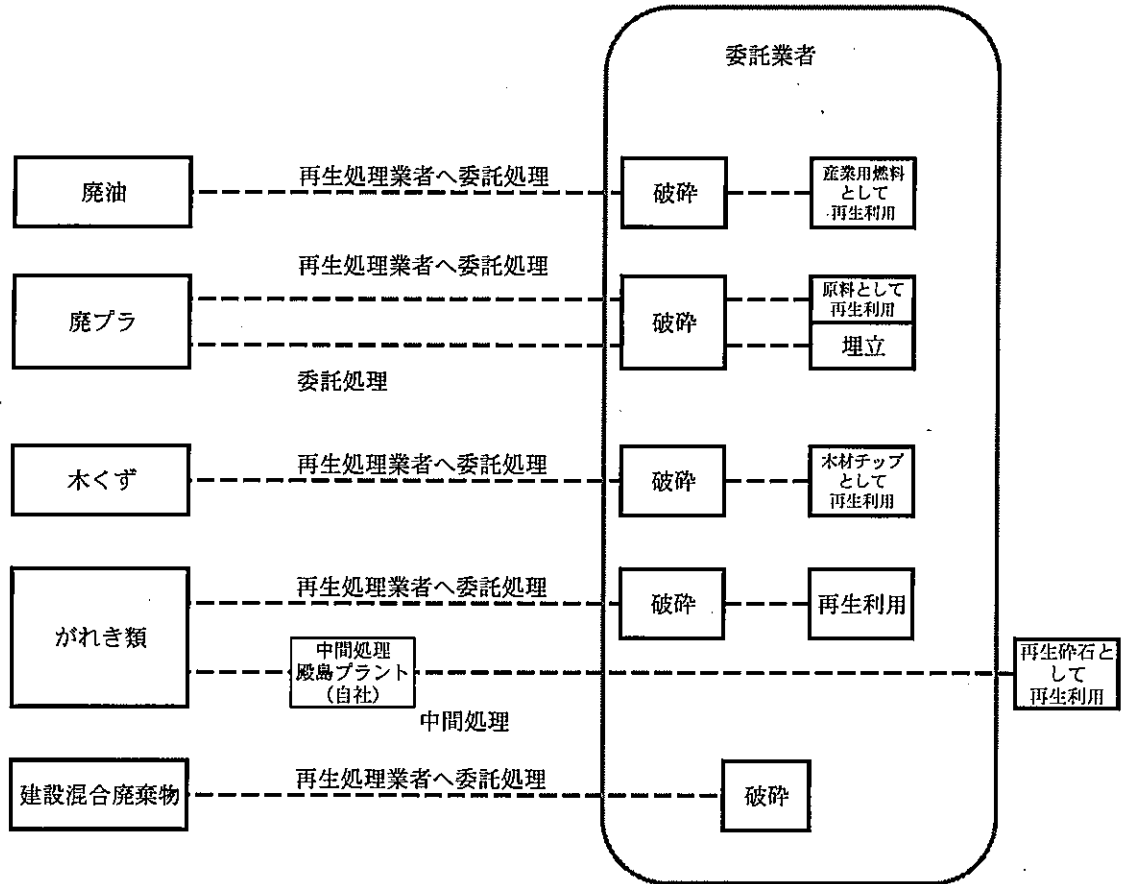 委託業者
廃油
再生処理業者へ委託処理
破砕
産業用燃料
として
再生利用
廃プラ
再生処理業者へ委託処理
委託処理
破砕
原料として
再生利用
埋立
木くず
再生処理業者へ委託処理
破砕
木材チップ
として
再生利用
がれき類
再生処理業者へ委託処理
破砕
再生利用
中間処理
殿島プラント
(自社)
中間処理
再生砕石と
して
再生利用
建設混合廃棄物
再生処理業者へ委託処理
破砕